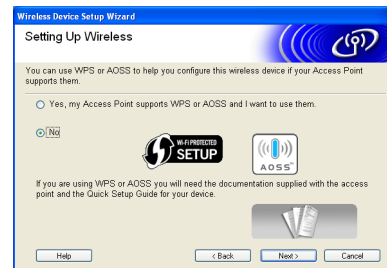 Wireless Device Setup Wizard
Setting Up Wireless
You can use WPS or AOSS to help you configure this wireless device if your Access Point
supports them.
Yes, my Access Point supports WPS or AOSS and I want to use them.
No
WI-FI PROTECTED
SETUP
AOSS
If you are using WPS or AOSS you will need the documentation supplied with the access
point and the Quick Setup Guide for your device.
Help
< Back
Next >
Cancel